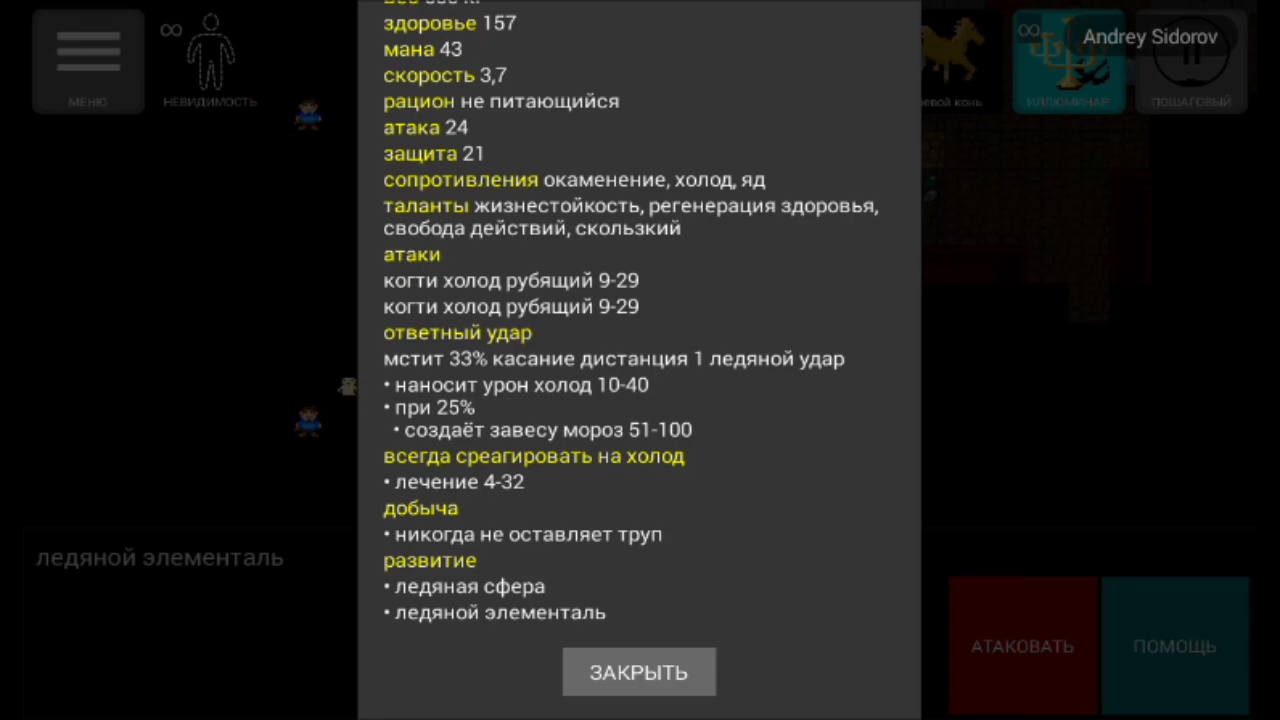 здоровье 157
мана 43
скорость 3,7
рацион не питающийся
атака 24
защита 21
сопротивления окаменение, холод, яд
таланты жизнестойкость, регенерация здоровья,
свобода действий, скользкий
атаки
когти холод рубящий 9-29
когти холод рубящий 9-29
ответный удар
мстит 33% касание дистанция 1 ледяной удар
• наносит урон холод 10-40
• при 25%
• создаёт завесу мороз 51-100
всегда среагировать на холод
• лечение 4-32
добыча
• никогда не оставляет труп
развитие
• ледяная сфера
• ледяной элементаль
ЗАКРЫТЬ
МЕНЮ
∞
НЕВИДИМОСТЬ
евой конь
∞
ИЛЛЮМИНАР
Andrey Sidorov
ПОШАГОВЫЙ
ледяной элементаль
АТАКОВАТЬ
ПОМОЩЬ